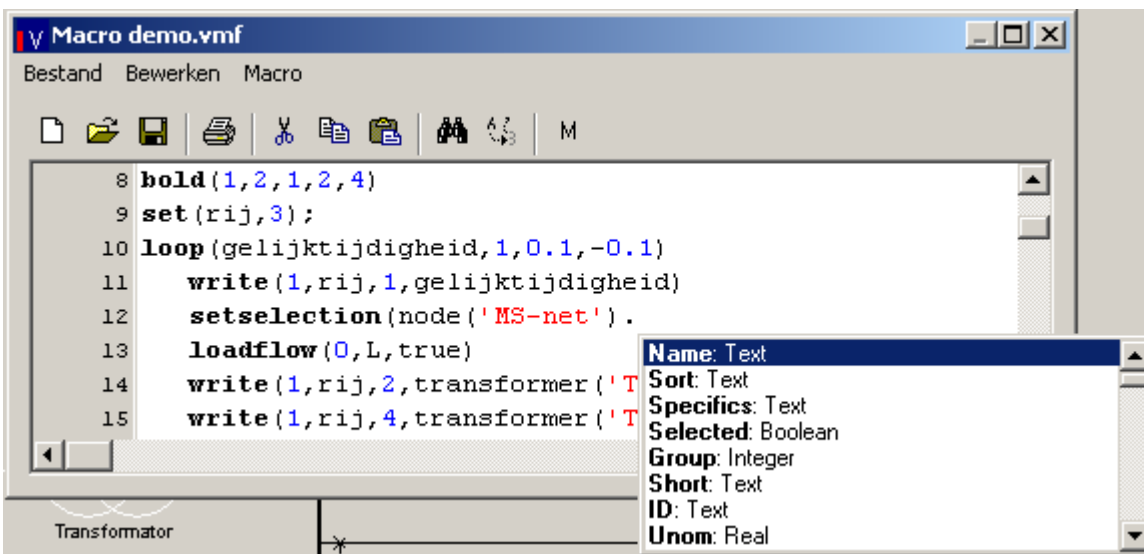 Macro demo.vmf
Bestand Bewerken Macro
M
8 bold(1,2,1,2,4)
9 set(rij,3);
10 loop(gelijktijdigheid,1,0.1,-0.1)
11 write(1,rij,1,gelijktijdigheid)
12 setselection(node('MS-net').
13 loadflow(0,L,true)
14 write(1,rij,2,transformer('T
15 write(1,rij,4,transformer('T
Name: Text
Sort: Text
Specifics: Text
Selected: Boolean
Group: Integer
Short: Text
ID: Text
Unom: Real
Transformator